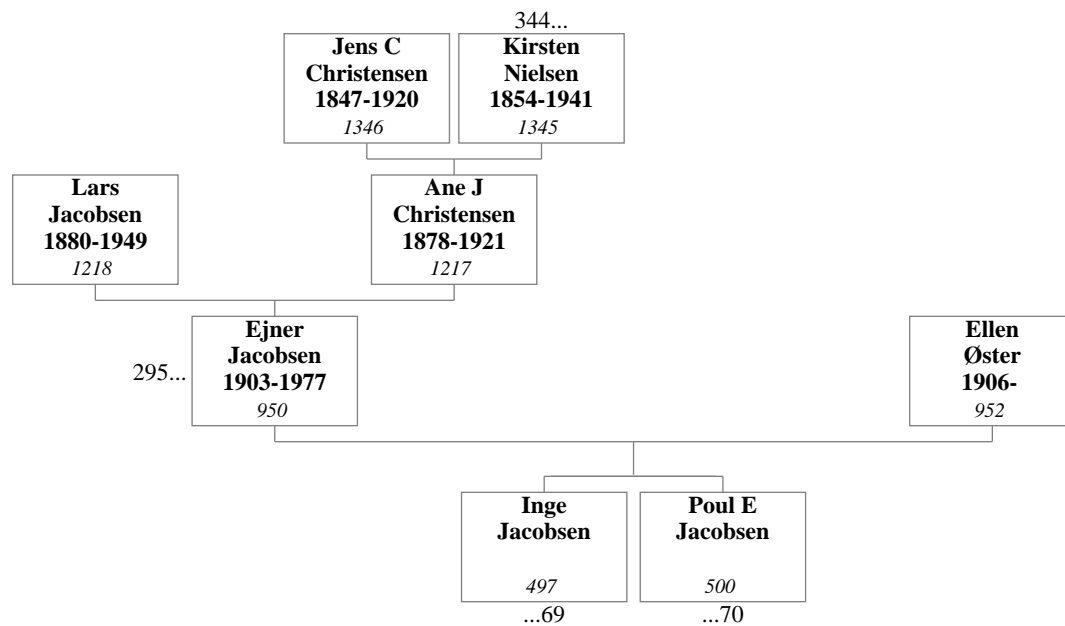 344...
Jens C
Christensen
1847-1920
1346
Kirsten
Nielsen
1854-1941
1345
Lars
Jacobsen
1880-1949
1218
Ane J
Christensen
1878-1921
1217
295...
Ejner
Jacobsen
1903-1977
950
Ellen
Øster
1906-
952
Inge
Jacobsen
497
...69
Poul E
Jacobsen
500
...70